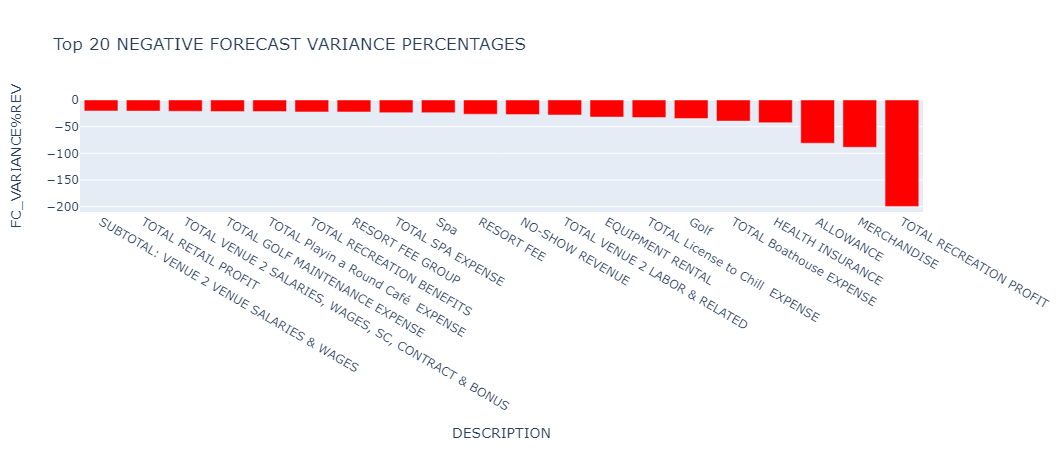 Top 20 NEGATIVE FORECAST VARIANCE PERCENTAGES
FC_VARIANCE%REV
0
−50
−100
−150
−200
SUBTOTAL: VENUE 2 VENUE SALARIES & WAGES
TOTAL RETAIL PROFIT
TOTAL VENUE 2 SALARIES, WAGES, SC, CONTRACT & BONUS
TOTAL GOLF MAINTENANCE EXPENSE
TOTAL Playin a Round Café  EXPENSE
TOTAL RECREATION BENEFITS
RESORT FEE GROUP
TOTAL SPA EXPENSE
Spa
RESORT FEE
NO-SHOW REVENUE
TOTAL VENUE 2 LABOR & RELATED
EQUIPMENT RENTAL
TOTAL License to Chill  EXPENSE
Golf
TOTAL Boathouse EXPENSE
HEALTH INSURANCE
ALLOWANCE
MERCHANDISE
TOTAL RECREATION PROFIT
DESCRIPTION